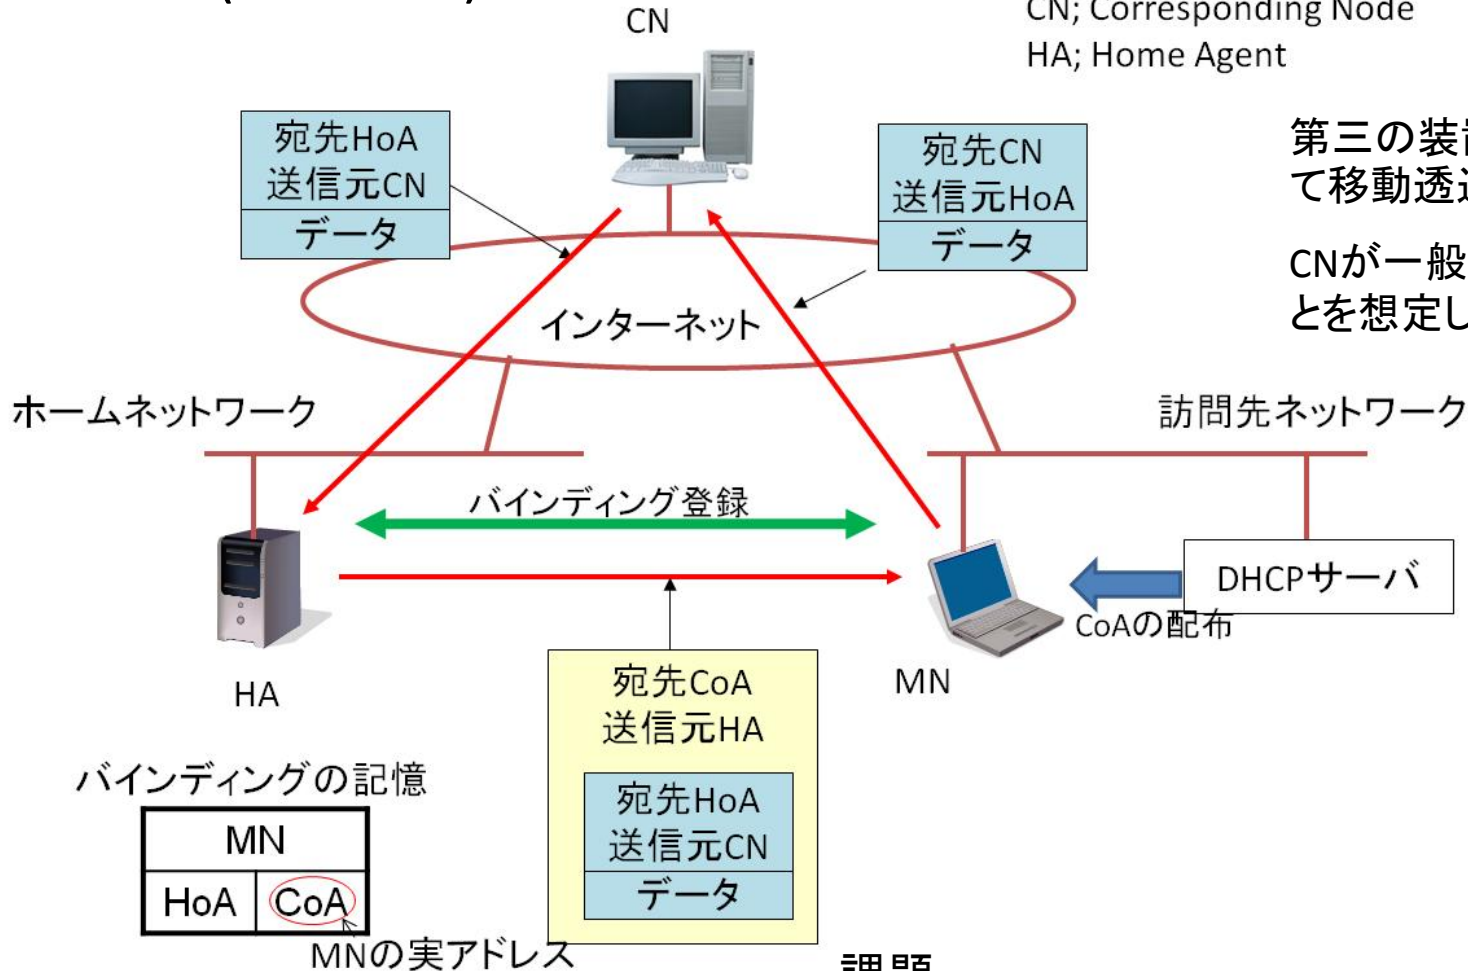 CN
CN; Corresponding Node
HA; Home Agent
宛先HoA
送信元CN
データ
宛先CN
送信元HoA
データ
第三の装
て移動透過
CNが一般
とを想定し
インターネット
ホームネットワーク
訪問先ネットワーク
バインディング登録
DHCPサーバ
CoAの配布
HA
MN
宛先CoA
送信元HA
宛先HoA
送信元CN
データ
バインディングの記憶
MN
HoA
CoA
MNの実アドレス
課題